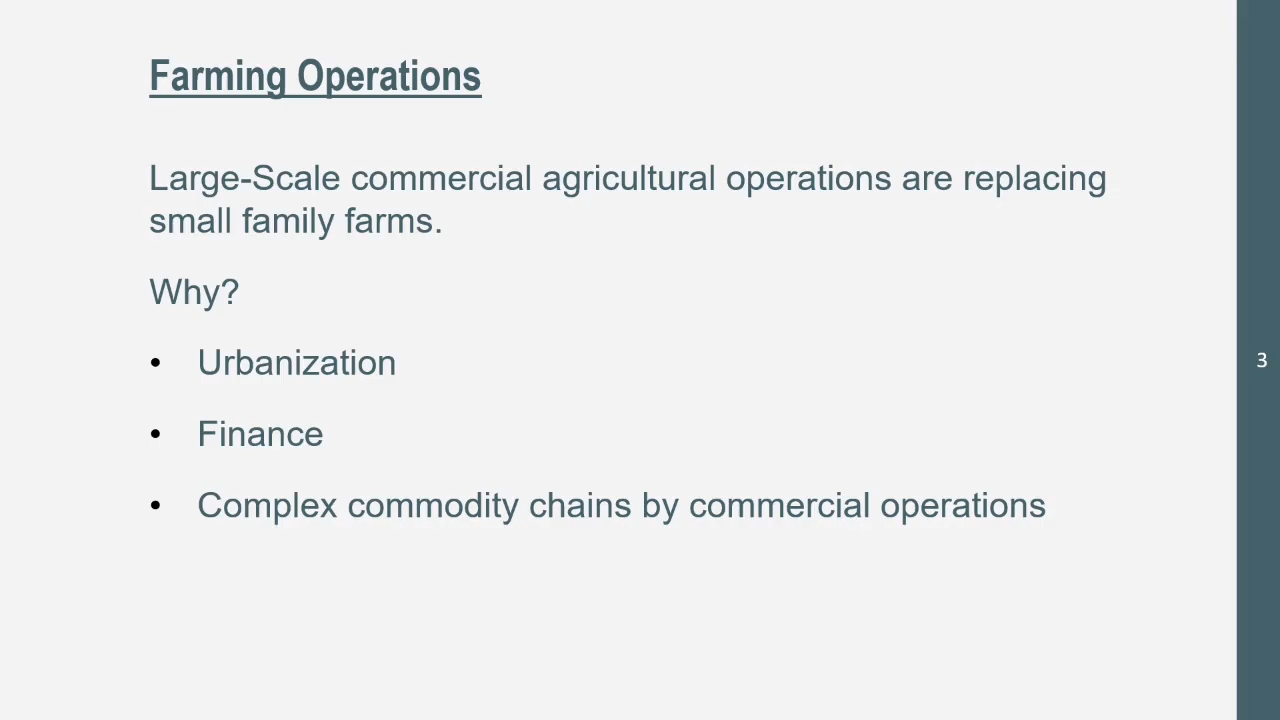 Farming Operations
Large-Scale commercial agricultural operations are replacing
small family farms.
Why?
• Urbanization
• Finance
• Complex commodity chains by commercial operations
3